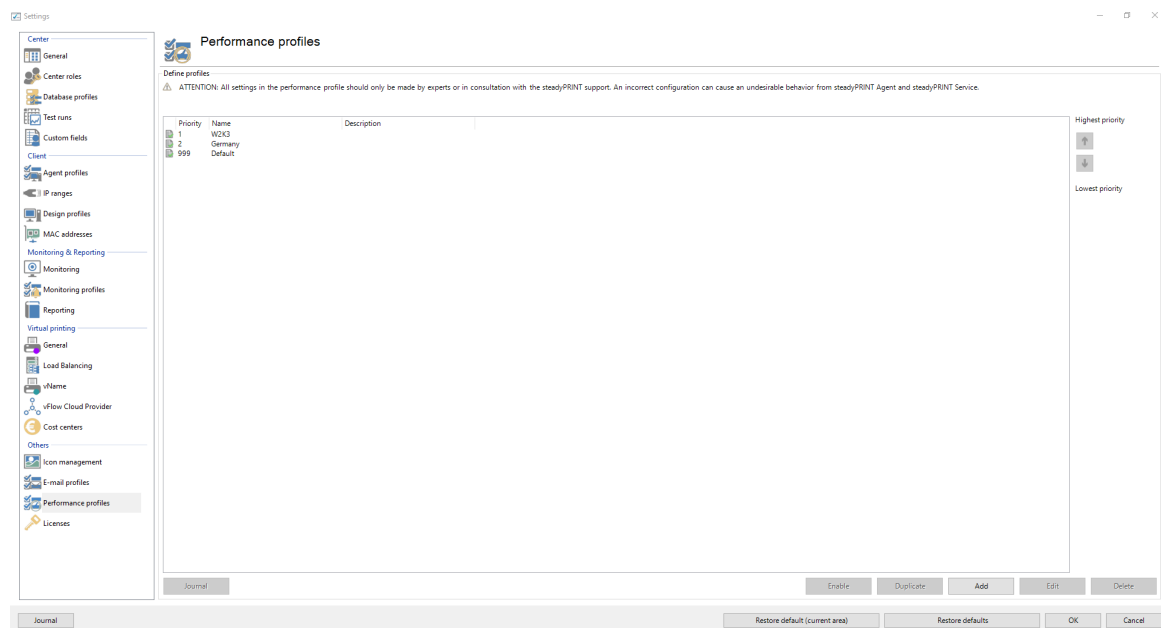 Settings
Center
General
Center roles
Database profiles
Test runs
Custom fields
Client
Agent profiles
IP ranges
Design profiles
MAC addresses
Monitoring & Reporting
Monitoring
Monitoring profiles
Reporting
Virtual printing
General
Load Balancing
vName
vFlow Cloud Provider
Cost centers
Others
Icon management
E-mail profiles
Performance profiles
Licenses
Performance profiles
Define profiles
ATTENTION: All settings in the performance profile should only be made by experts or in consultation with the steadyPRINT support. An incorrect configuration can cause an undesirable behavior from steadyPRINT Agent and steadyPRINT Service.
Priority Name Description
1 W2K3
2 Germany
999 Default
Highest priority
Lowest priority
Journal Enable Duplicate Add Edit Delete
Journal Restore default (current area) Restore defaults OK Cancel